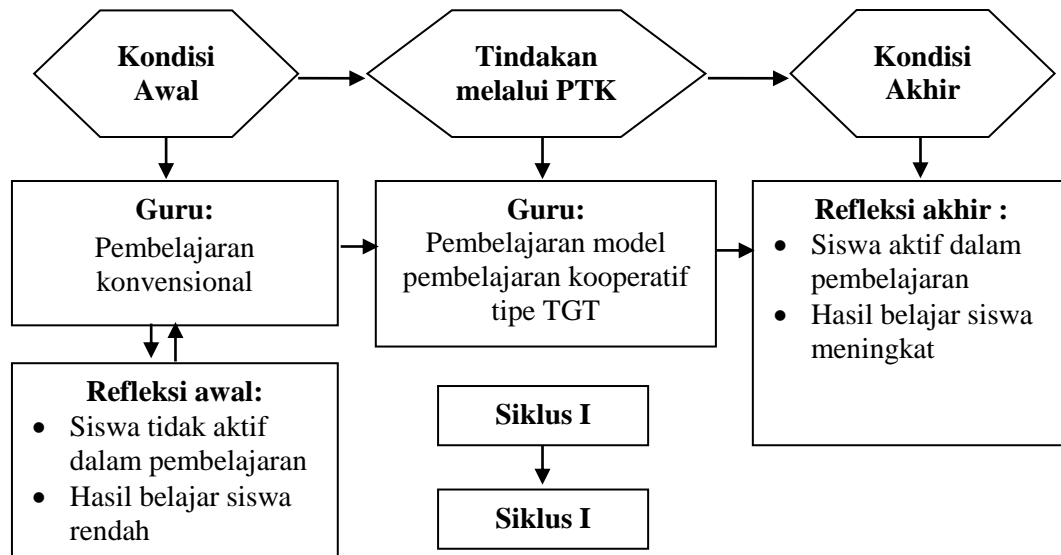 Kondisi
Awal
Tindakan
melalui PTK
Kondisi
Akhir
Guru:
Pembelajaran
konvensional
Guru:
Pembelajaran model
pembelajaran kooperatif
tipe TGT
Refleksi akhir :
• Siswa aktif dalam
pembelajaran
• Hasil belajar siswa
meningkat
Refleksi awal:
• Siswa tidak aktif
dalam pembelajaran
• Hasil belajar siswa
rendah
Siklus I
Siklus I